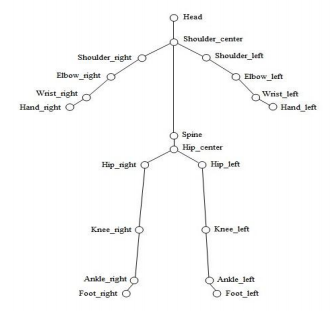 Head
Shoulder_center
Shoulder_right
Shoulder_left
Elbow_right
Elbow_left
Wrist_right
Wrist_left
Hand_right
Hand_left
Spine
Hip_center
Hip_right
Hip_left
Knee_right
Knee_left
Ankle_right
Ankle_left
Foot_right
Foot_left